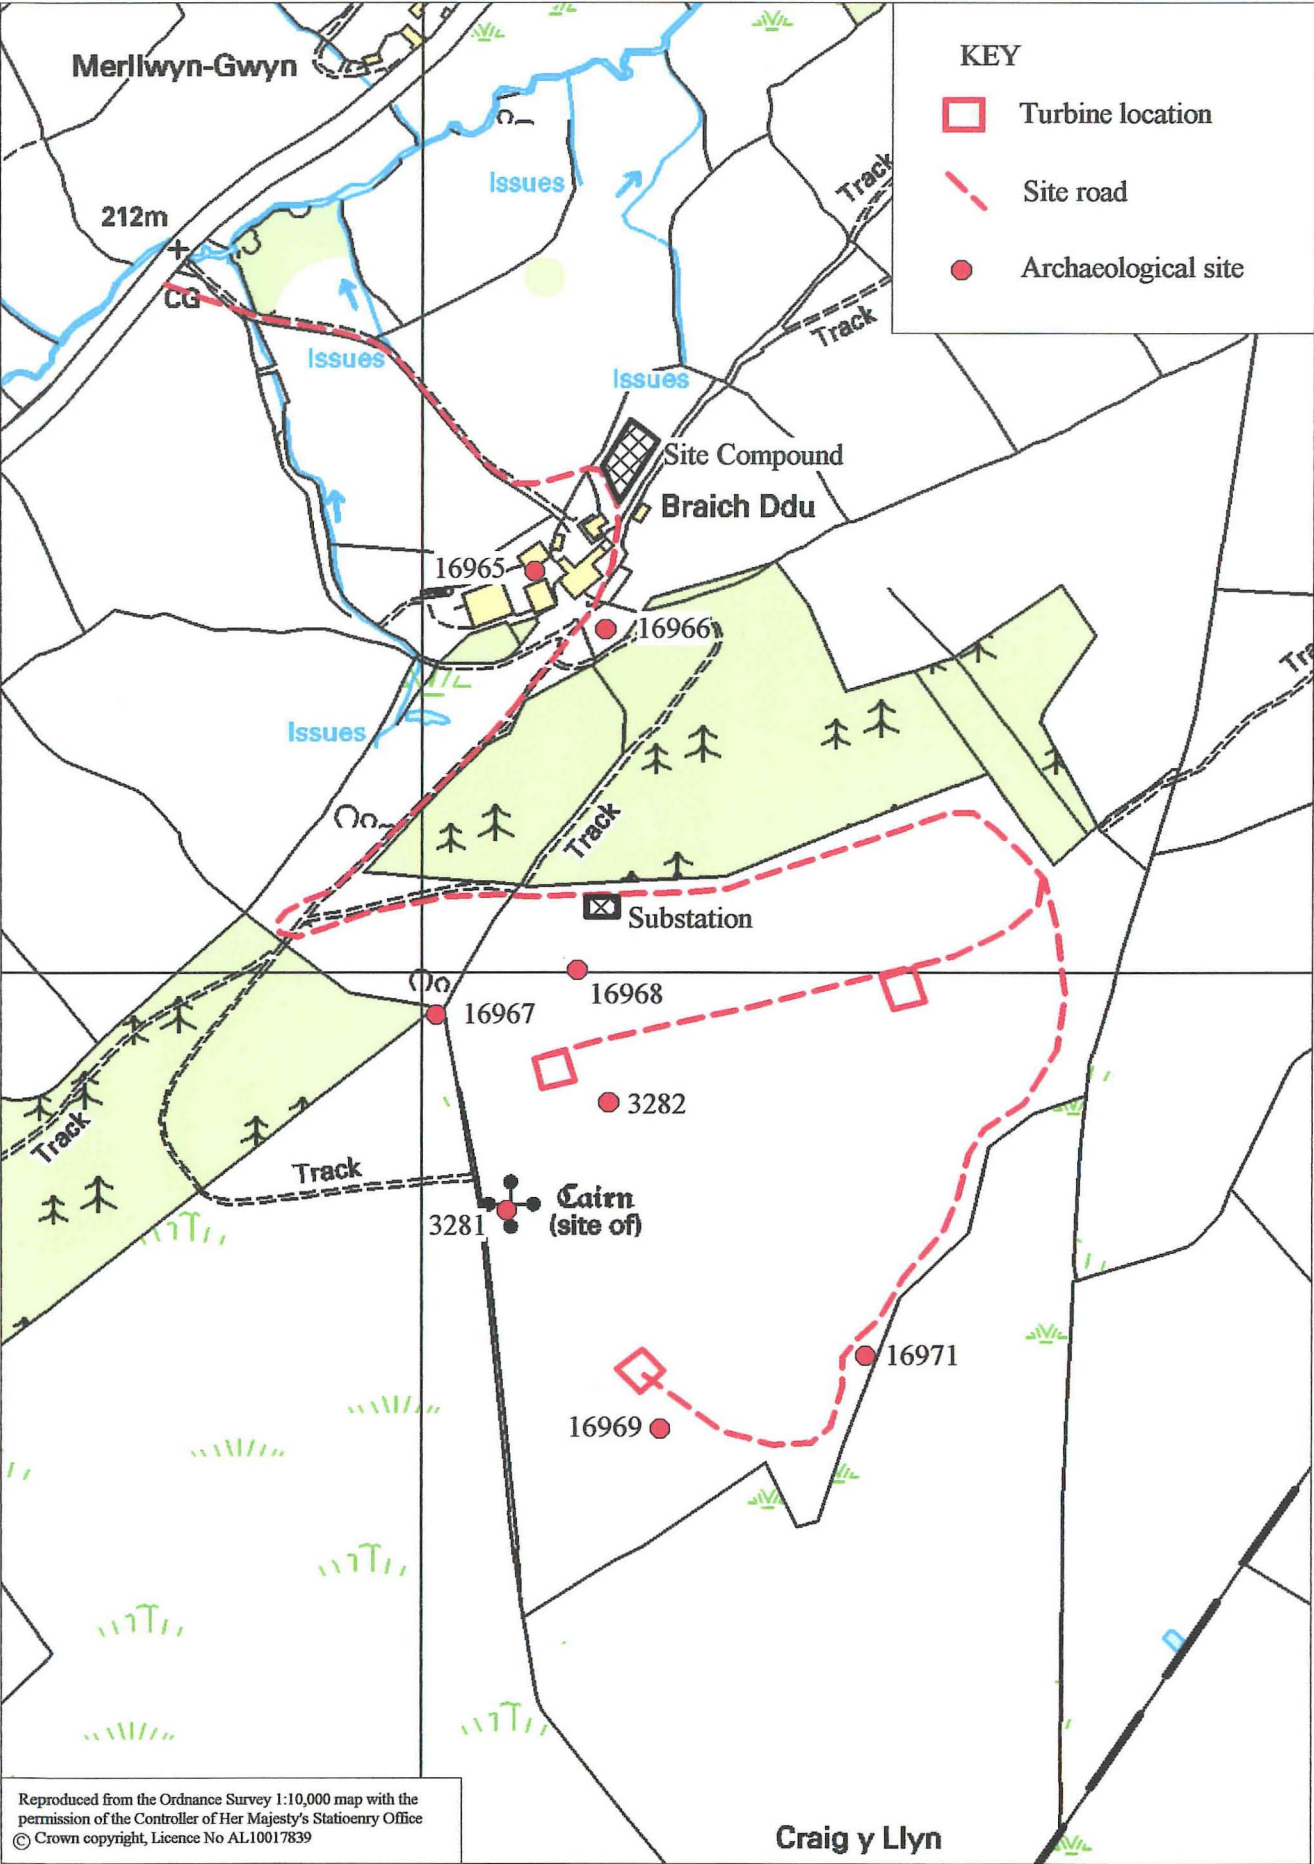 Merllwyn-Gwyn
KEY
Turbine location
Site road
Archaeological site
Track
Issues
212m
CG
Track
Issues
Issues
Site Compound
Braich Ddu
16965
16966
Tra
Issues
Track
Substation
16968
16967
3282
Track
Track
Cairn
(site of)
3281
16971
16969
Reproduced from the Ordnance Survey 1:10,000 map with the
permission of the Controller of Her Majesty's Statioenry Office
© Crown copyright, Licence No AL10017839
Craig y Llyn